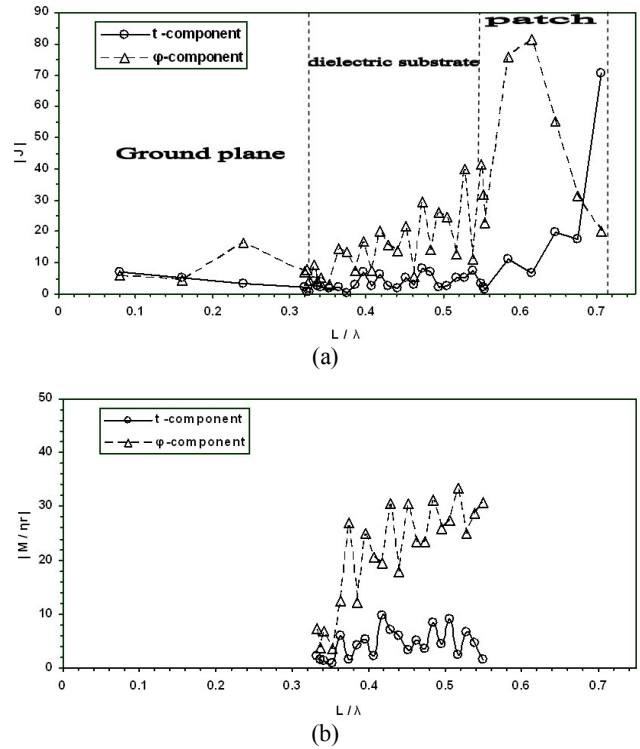 90
80
70
60
50
40
30
20
10
0
| J |
t -component
φ-component
Ground plane
dielectric substrate
patch
0 0.1 0.2 0.3 0.4 0.5 0.6 0.7
L / λ
(a)
50
40
30
20
10
0
| M / ηr|
t -component
φ-component
0 0.1 0.2 0.3 0.4 0.5 0.6 0.7
L / λ
(b)